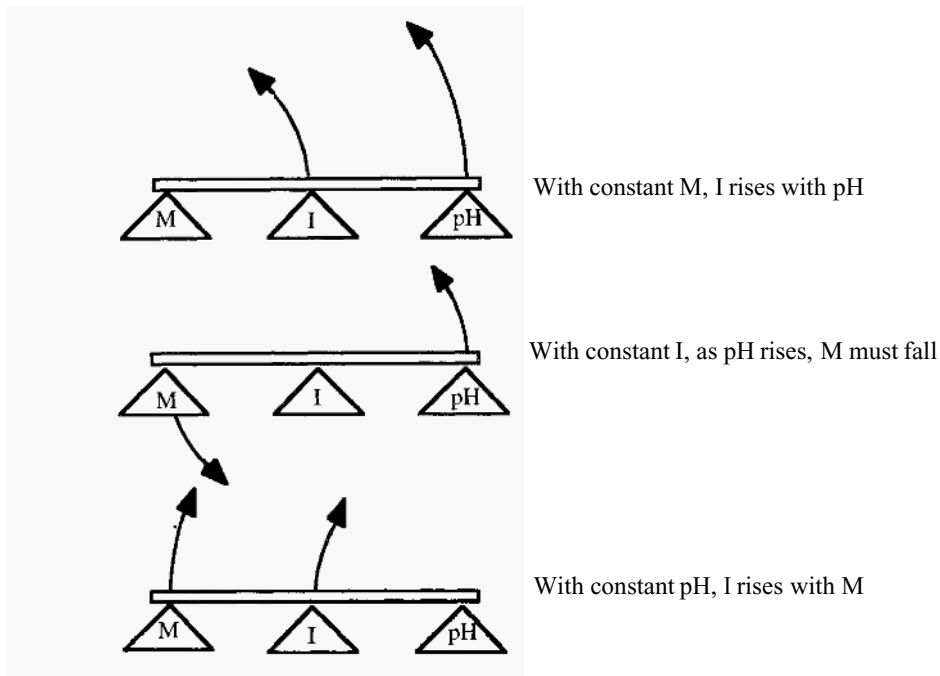 M I pH
With constant M, I rises with pH
M I pH
With constant I, as pH rises, M must fall
M I pH
With constant pH, I rises with M